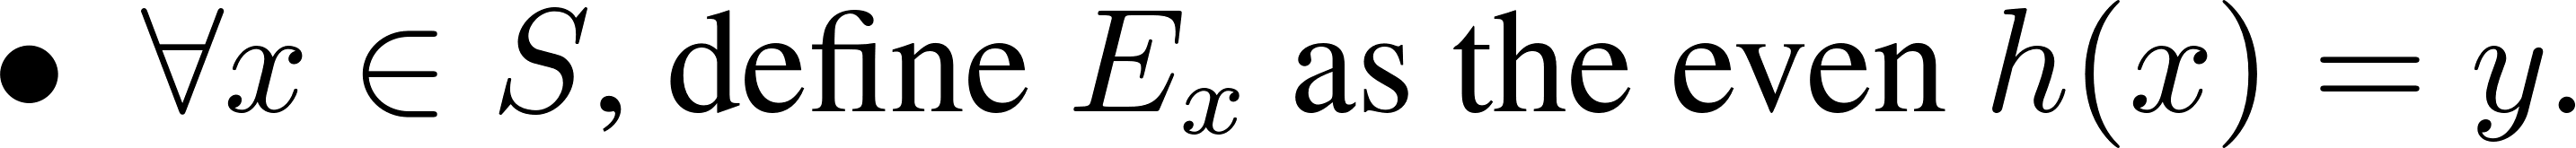 • ∀x ∈ S, define E_x as the even h(x) = y.